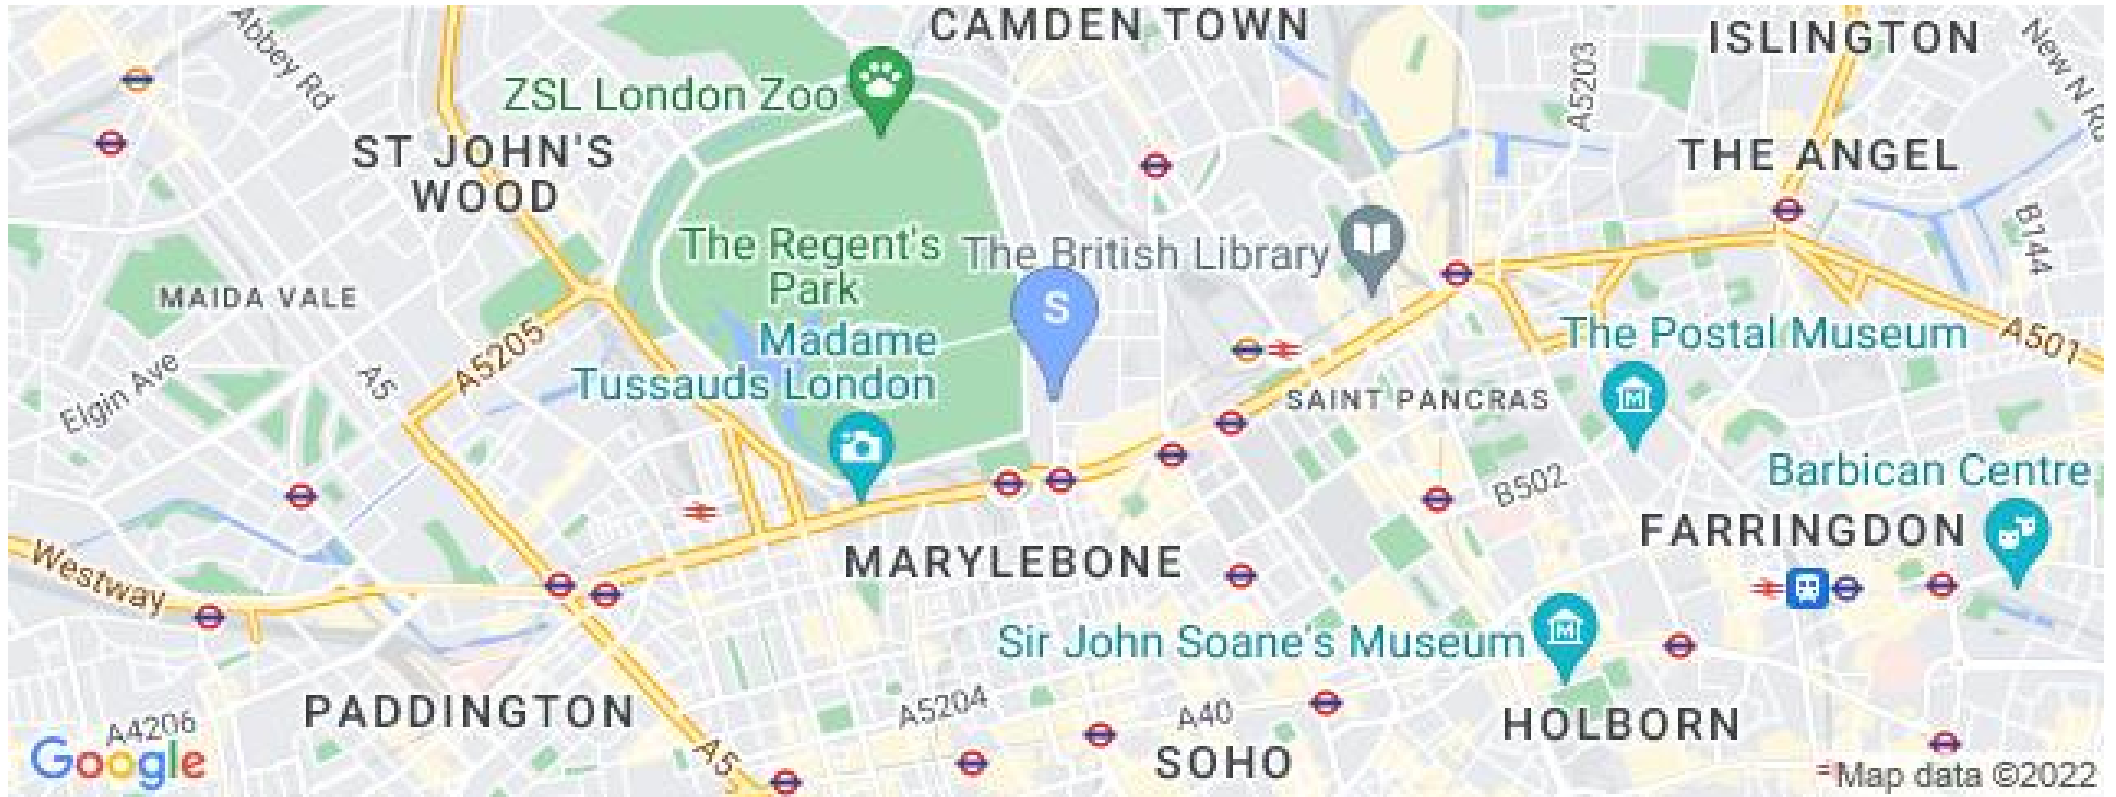 CAMDEN TOWN
ISLINGTON
New N Rd
Abbey Rd
A5203
ZSL London Zoo
ST JOHN'S
WOOD
THE ANGEL
The Regent's
Park
The British Library
B144
S
MAIDA VALE
A5205
Madame
Tussauds London
The Postal Museum
A501
Elgin Ave
A5
SAINT PANCRAS
B502
Barbican Centre
FARRINGDON
Westway
MARYLEBONE
Sir John Soane's Museum
PADDINGTON
A5204
A40
HOLBORN
A4206
A5
SOHO
Google
Map data ©2022